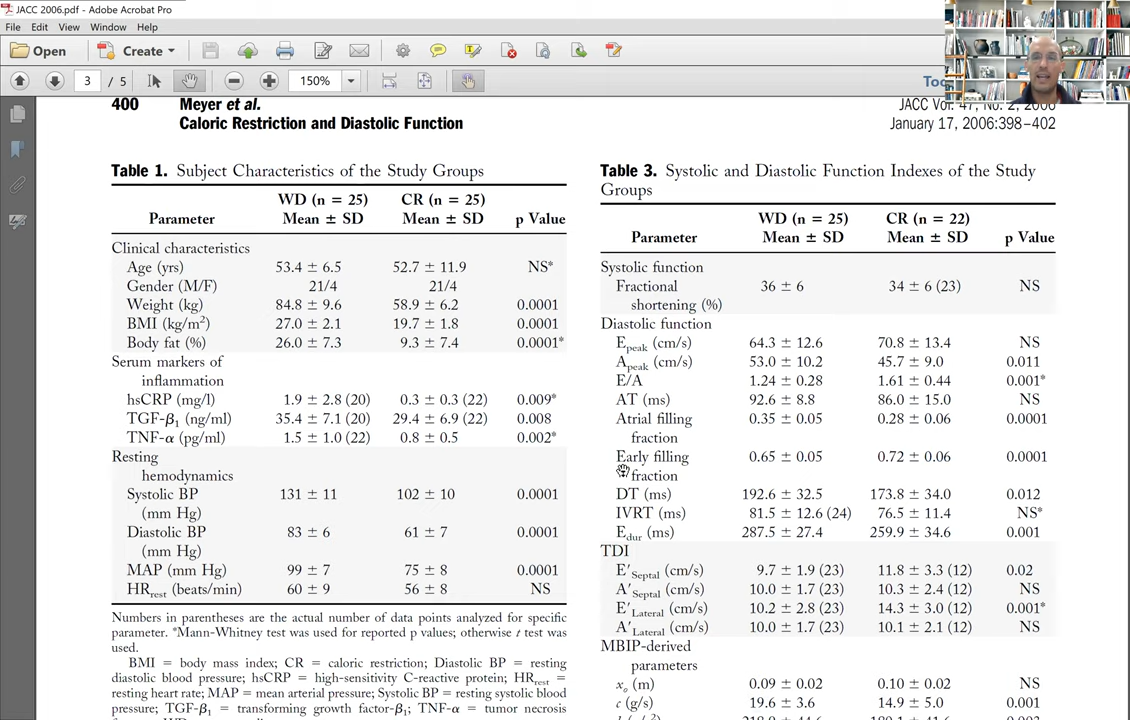 JACC 2006.pdf - Adobe Acrobat Pro
File Edit View Window Help
Open Create
3 / 5 150%
400 Meyer et al.
Caloric Restriction and Diastolic Function
JACC Vol. 47, No. 2, 2006
January 17, 2006:398–402
Table 1. Subject Characteristics of the Study Groups
WD (n = 25) CR (n = 25)
Parameter Mean ± SD Mean ± SD p Value
Clinical characteristics
Age (yrs) 53.4 ± 6.5 52.7 ± 11.9 NS*
Gender (M/F) 21/4 21/4
Weight (kg) 84.8 ± 9.6 58.9 ± 6.2 0.0001
BMI (kg/m²) 27.0 ± 2.1 19.7 ± 1.8 0.0001
Body fat (%) 26.0 ± 7.3 9.3 ± 7.4 0.0001*
Serum markers of
inflammation
hsCRP (mg/l) 1.9 ± 2.8 (20) 0.3 ± 0.3 (22) 0.009*
TGF-β₁ (ng/ml) 35.4 ± 7.1 (20) 29.4 ± 6.9 (22) 0.008
TNF-α (pg/ml) 1.5 ± 1.0 (22) 0.8 ± 0.5 0.002*
Resting
hemodynamics
Systolic BP 131 ± 11 102 ± 10 0.0001
(mm Hg)
Diastolic BP 83 ± 6 61 ± 7 0.0001
(mm Hg)
MAP (mm Hg) 99 ± 7 75 ± 8 0.0001
HRrest (beats/min) 60 ± 9 56 ± 8 NS
Numbers in parentheses are the actual number of data points analyzed for specific
parameter. *Mann-Whitney test was used for reported p values; otherwise t test was
used.
BMI = body mass index; CR = caloric restriction; Diastolic BP = resting
diastolic blood pressure; hsCRP = high-sensitivity C-reactive protein; HRrest =
resting heart rate; MAP = mean arterial pressure; Systolic BP = resting systolic blood
pressure; TGF-β₁ = transforming growth factor-β₁; TNF-α = tumor necrosis
Table 3. Systolic and Diastolic Function Indexes of the Study
Groups
WD (n = 25) CR (n = 22)
Parameter Mean ± SD Mean ± SD p Value
Systolic function
Fractional 36 ± 6 34 ± 6 (23) NS
shortening (%)
Diastolic function
Epeak (cm/s) 64.3 ± 12.6 70.8 ± 13.4 NS
Apeak (cm/s) 53.0 ± 10.2 45.7 ± 9.0 0.011
E/A 1.24 ± 0.28 1.61 ± 0.44 0.001*
AT (ms) 92.6 ± 8.8 86.0 ± 15.0 NS
Atrial filling 0.35 ± 0.05 0.28 ± 0.06 0.0001
fraction
Early filling 0.65 ± 0.05 0.72 ± 0.06 0.0001
fraction
DT (ms) 192.6 ± 32.5 173.8 ± 34.0 0.012
IVRT (ms) 81.5 ± 12.6 (24) 76.5 ± 11.4 NS*
Edur (ms) 287.5 ± 27.4 259.9 ± 34.6 0.001
TDI
E′Septal (cm/s) 9.7 ± 1.9 (23) 11.8 ± 3.3 (12) 0.02
A′Septal (cm/s) 10.0 ± 1.7 (23) 10.3 ± 2.4 (12) NS
E′Lateral (cm/s) 10.2 ± 2.8 (23) 14.3 ± 3.0 (12) 0.001*
A′Lateral (cm/s) 10.0 ± 1.7 (23) 10.1 ± 2.1 (12) NS
MBIP-derived
parameters
xo (m) 0.09 ± 0.02 0.10 ± 0.02 NS
c (g/s) 19.6 ± 3.6 14.9 ± 5.0 0.001